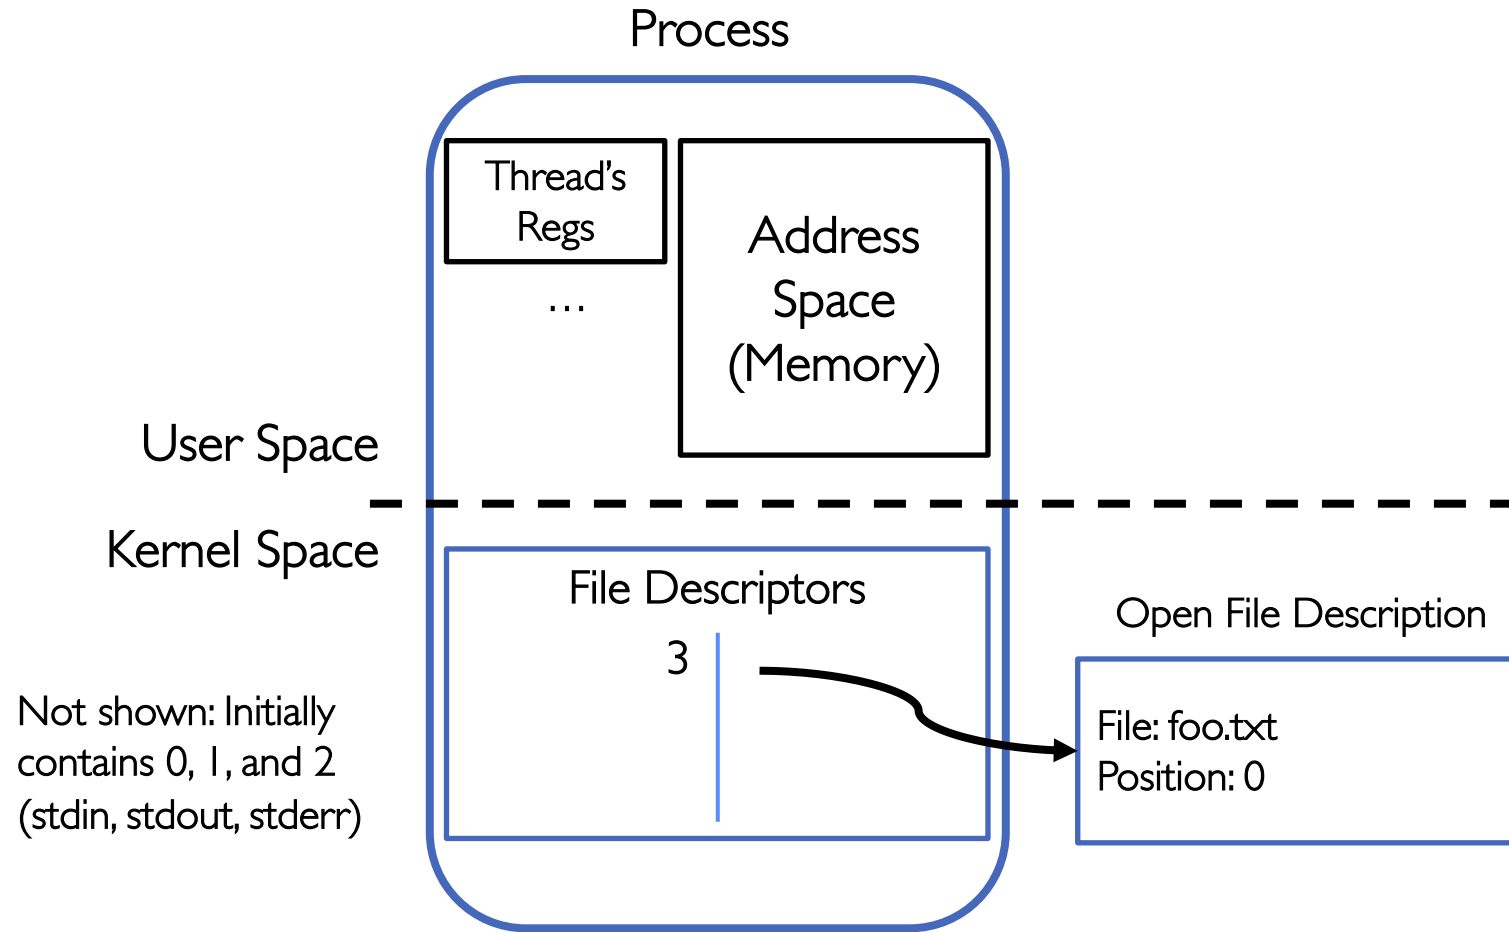 Process
Thread’s
Regs
…
Address
Space
(Memory)
User Space
Kernel Space
File Descriptors
3
Open File Description
File: foo.txt
Position: 0
Not shown: Initially
contains 0, 1, and 2
(stdin, stdout, stderr)